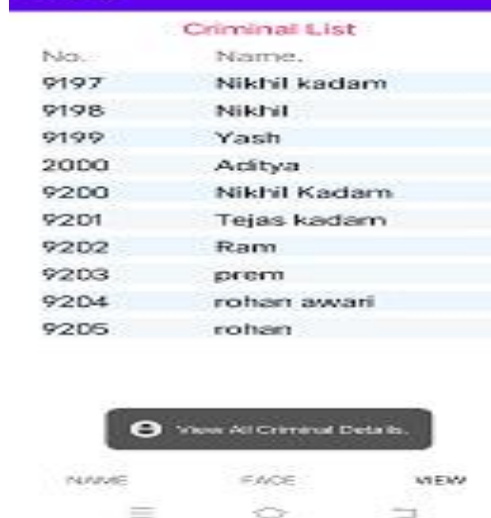 Criminal List
No. Name.
9197 Nikhil kadam
9198 Nikhil
9199 Yash
2000 Aditya
9200 Nikhil Kadam
9201 Tejas kadam
9202 Ram
9203 prem
9204 rohan awari
9205 rohan
View All Criminal Details.
NAME FACE VIEW